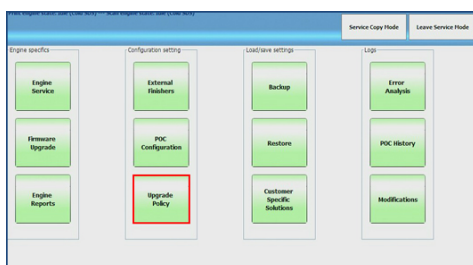 Service Copy Mode
Leave Service Mode
Engine specifics
Configuration setting
Load/save settings
Logs
Engine
Service
External
Finishers
Backup
Error
Analysis
Firmware
Upgrade
POC
Configuration
Restore
POC History
Engine
Reports
Upgrade
Policy
Customer
Specific
Solutions
Modifications